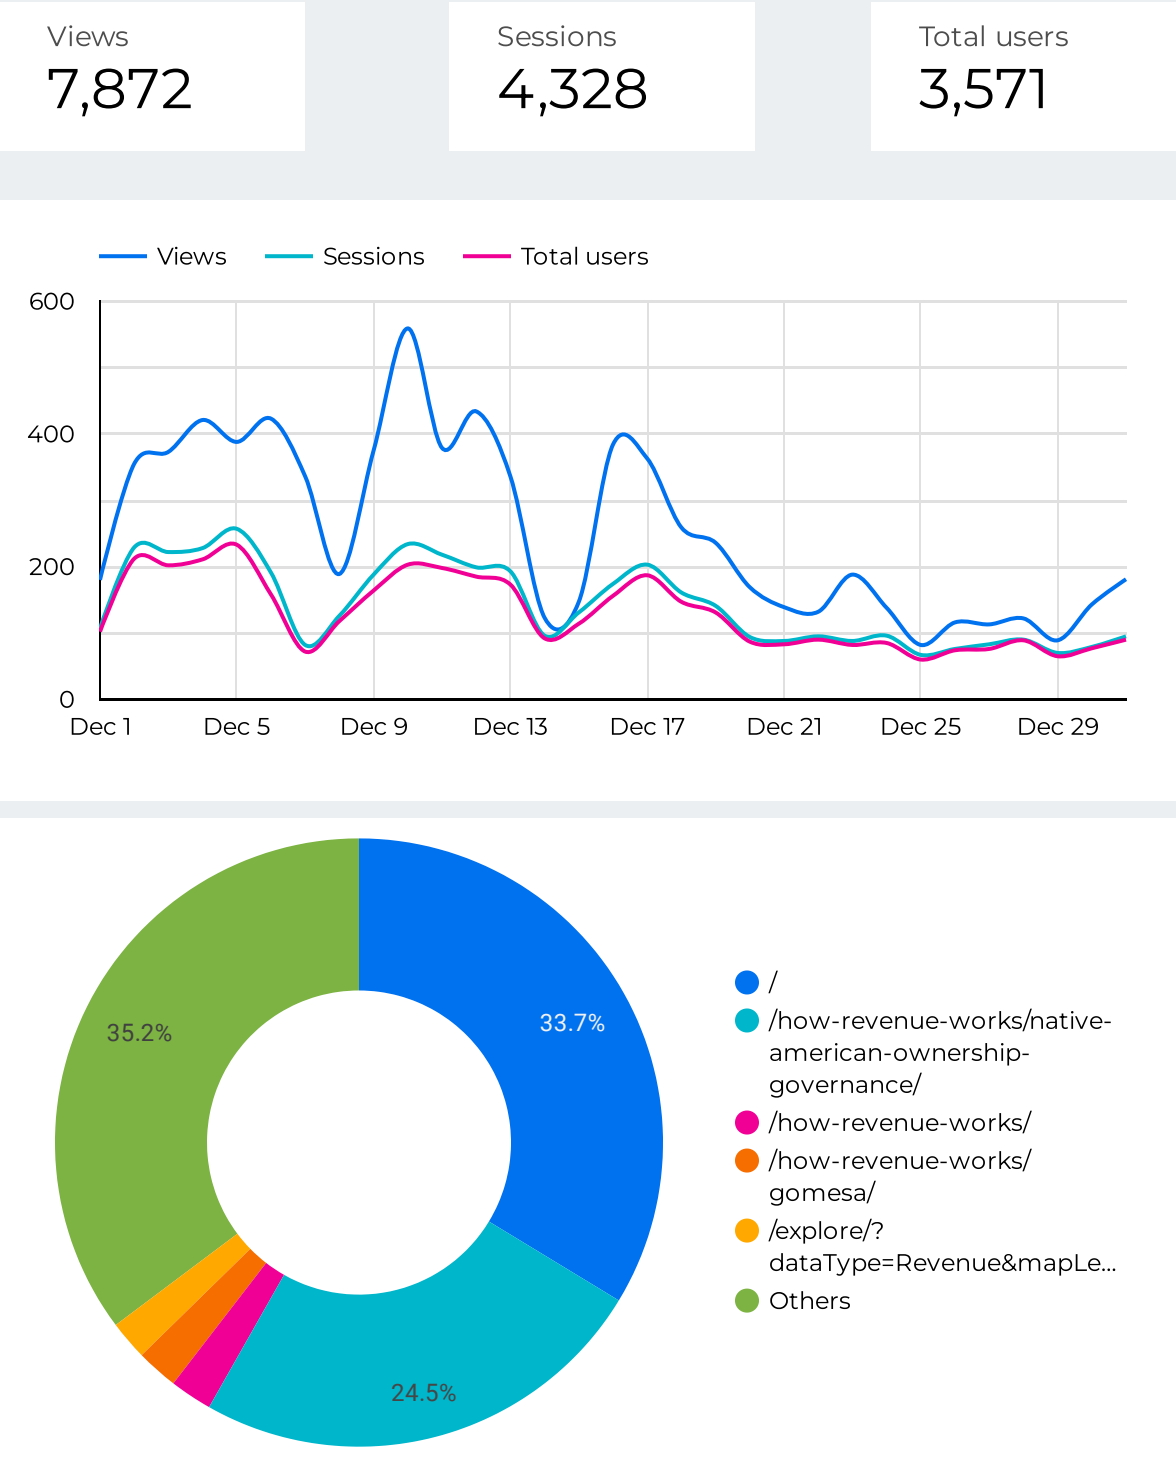 Views
7,872
Sessions
4,328
Total users
3,571
Views
Sessions
Total users
600
400
200
0
Dec 1
Dec 5
Dec 9
Dec 13
Dec 17
Dec 21
Dec 25
Dec 29
35.2%
33.7%
24.5%
/
/how-revenue-works/native-
american-ownership-
governance/
/how-revenue-works/
/how-revenue-works/
gomesa/
/explore/?
dataType=Revenue&mapLe...
Others